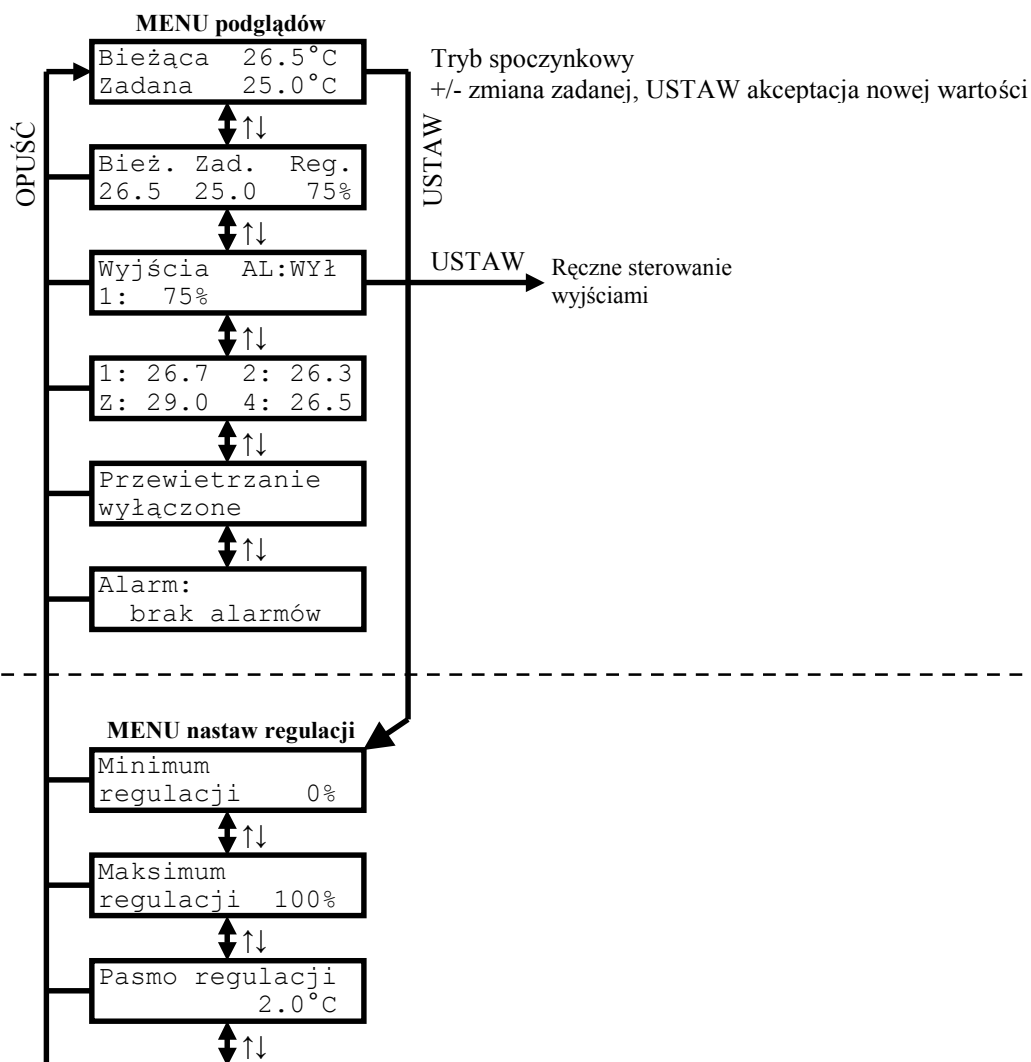 MENU podglądów
Bieżąca 26.5°C
Zadana 25.0°C
Tryb spoczynkowy
+/- zmiana zadanej, USTAW akceptacja nowej wartości
↑↓
OPUŚĆ
USTAW
Bież. Zad. Reg.
26.5 25.0 75%
↑↓
Wyjścia AL:WYŁ
1: 75%
USTAW
Ręczne sterowanie
wyjściami
↑↓
1: 26.7 2: 26.3
Z: 29.0 4: 26.5
↑↓
Przewietrzanie
wyłączone
↑↓
Alarm:
brak alarmów
MENU nastaw regulacji
Minimum
regulacji 0%
↑↓
Maksimum
regulacji 100%
↑↓
Pasmo regulacji
2.0°C
↑↓